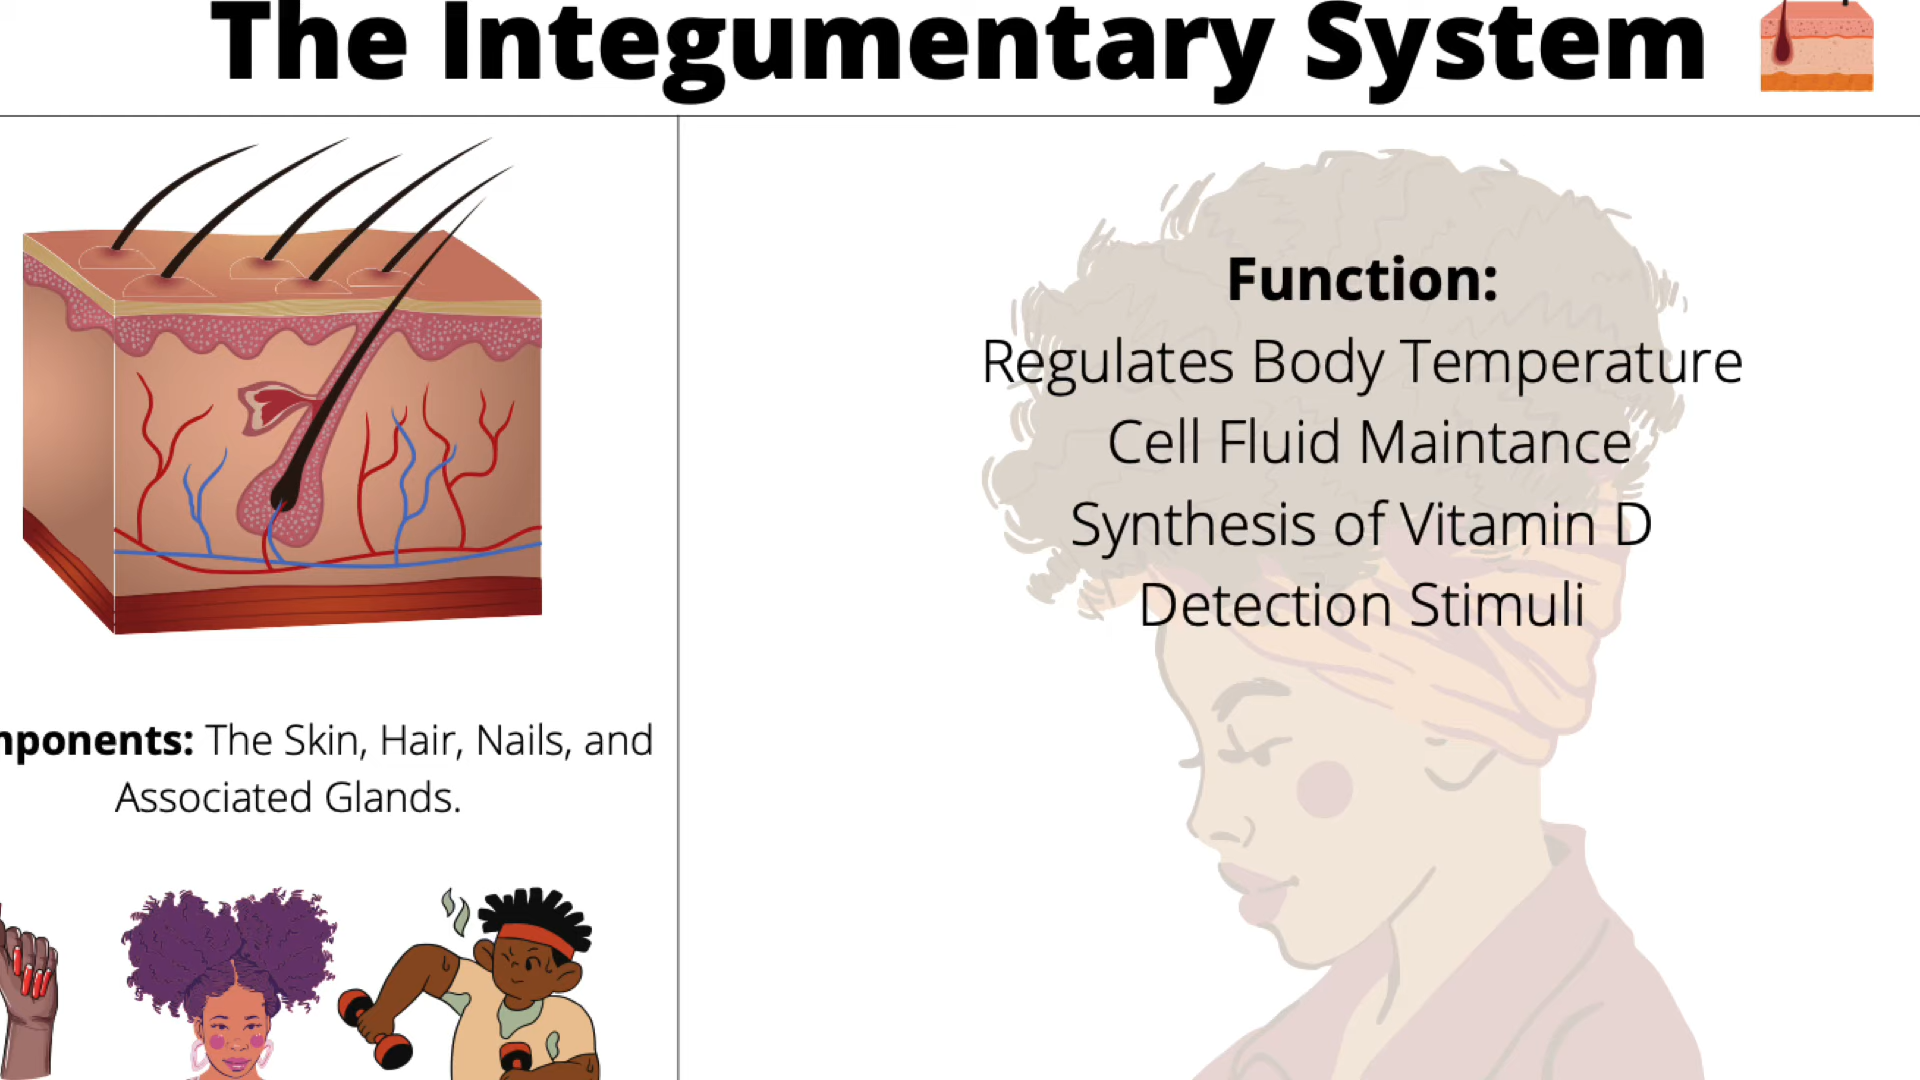 The Integumentary System
Function:
Regulates Body Temperature
Cell Fluid Maintance
Synthesis of Vitamin D
Detection Stimuli
mponents: The Skin, Hair, Nails, and
Associated Glands.